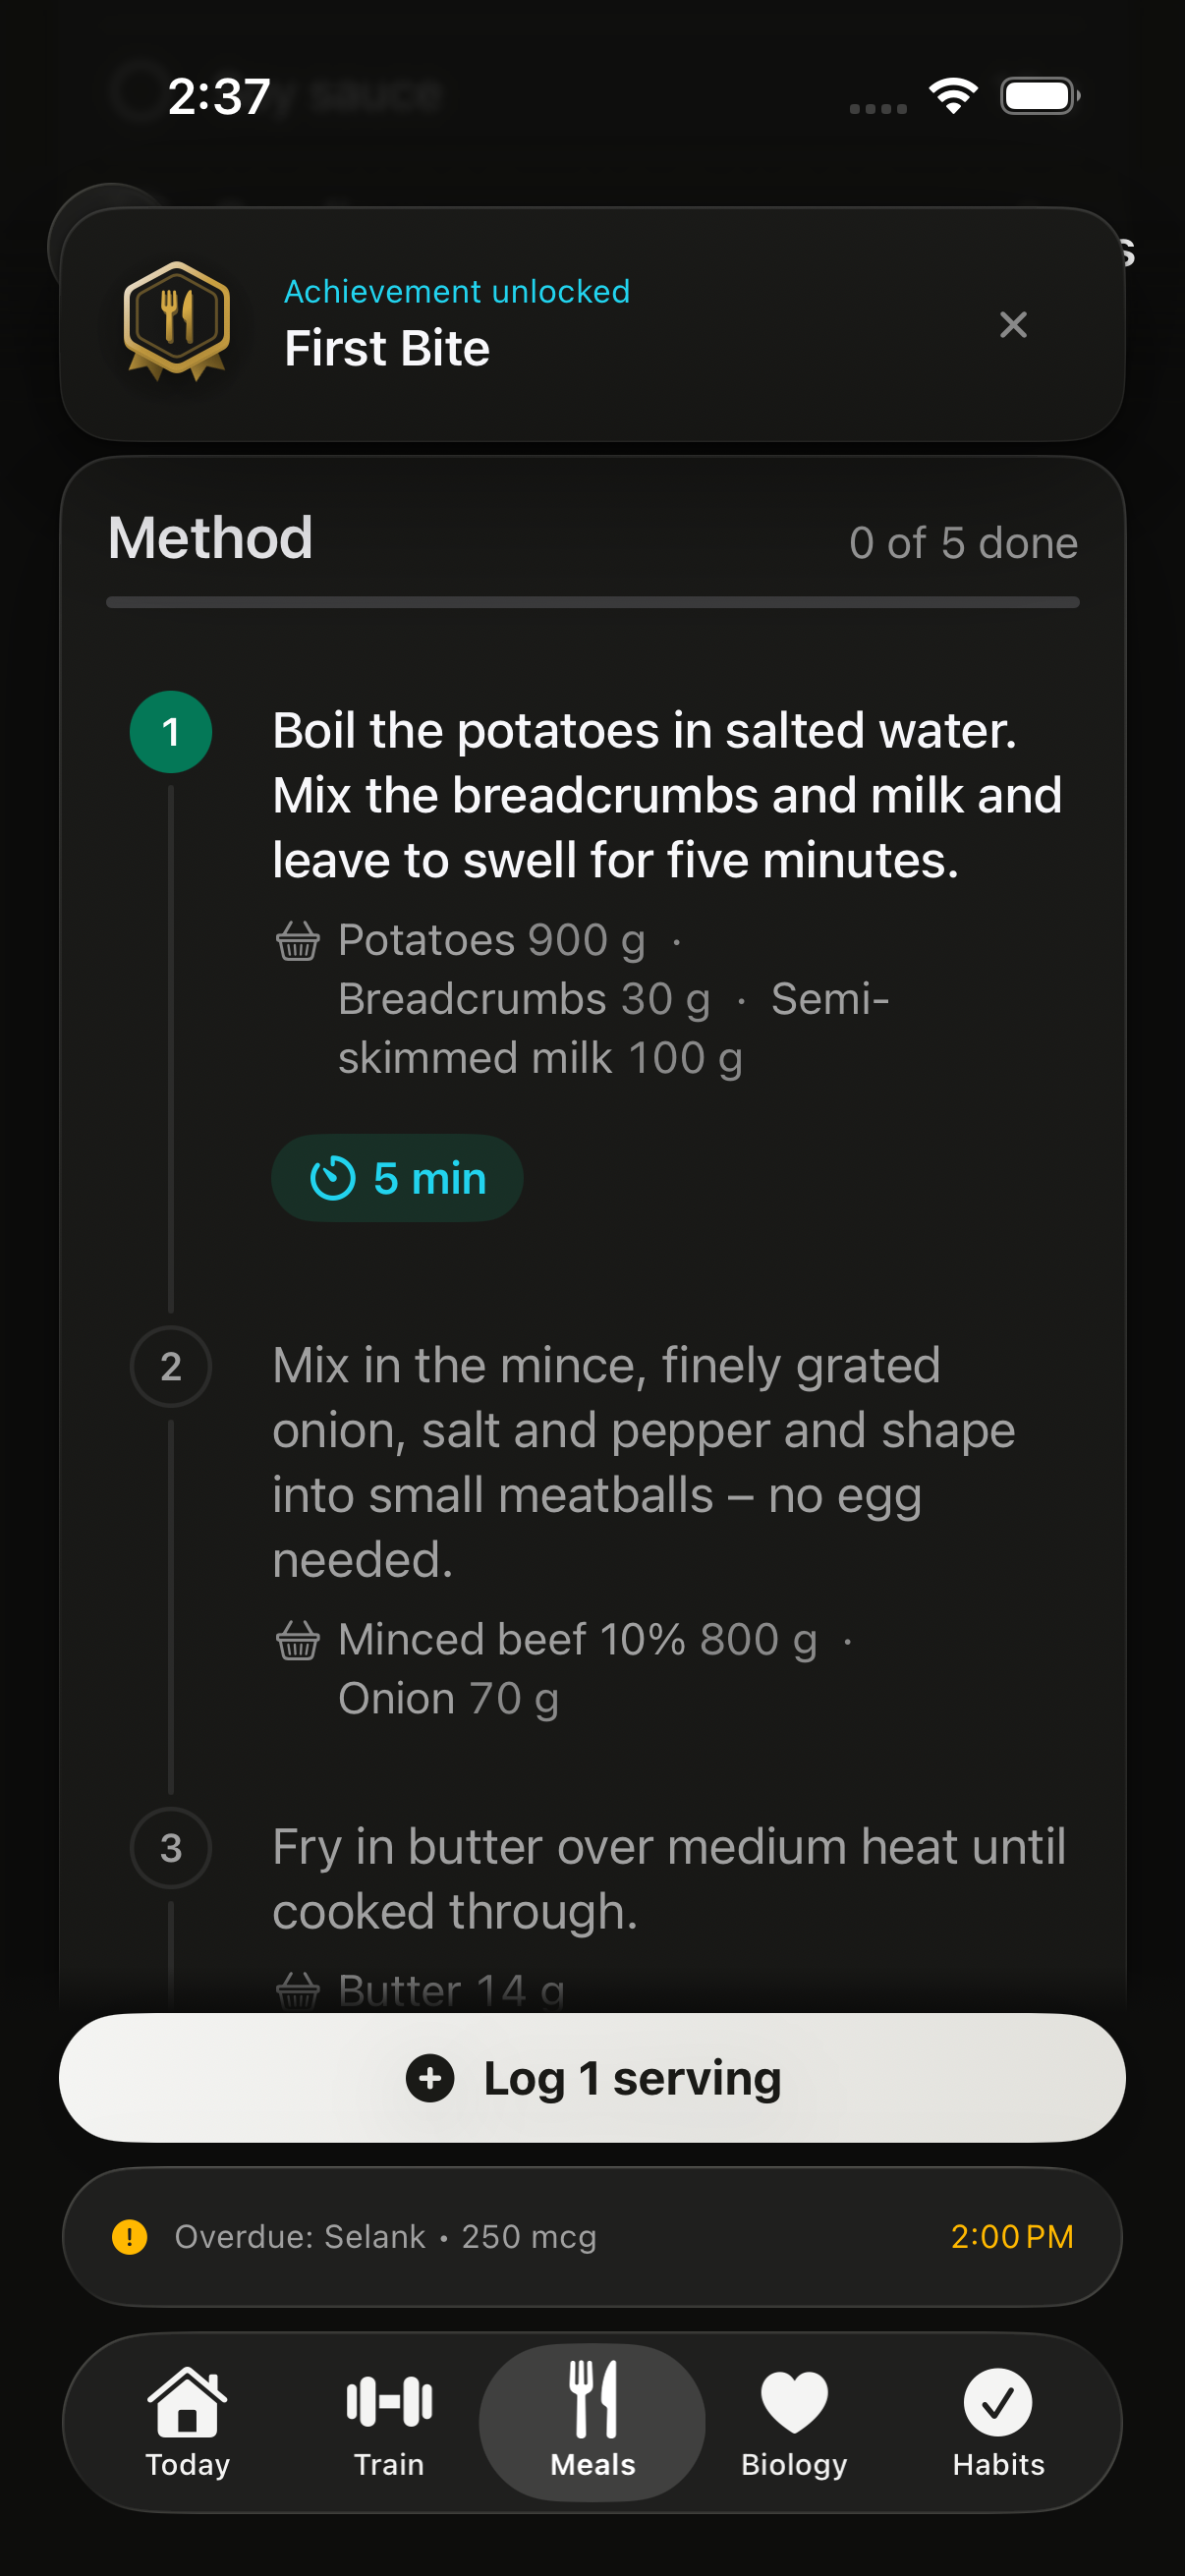 2:37
y sauce
s
Achievement unlocked
First Bite
Method
0 of 5 done
1
Boil the potatoes in salted water.
Mix the breadcrumbs and milk and
leave to swell for five minutes.
Potatoes 900 g ·
Breadcrumbs 30 g · Semi-
skimmed milk 100 g
5 min
2
Mix in the mince, finely grated
onion, salt and pepper and shape
into small meatballs – no egg
needed.
Minced beef 10% 800 g ·
Onion 70 g
3
Fry in butter over medium heat until
cooked through.
Butter 14 g
Log 1 serving
Overdue: Selank • 250 mcg
2:00 PM
Today
Train
Meals
Biology
Habits